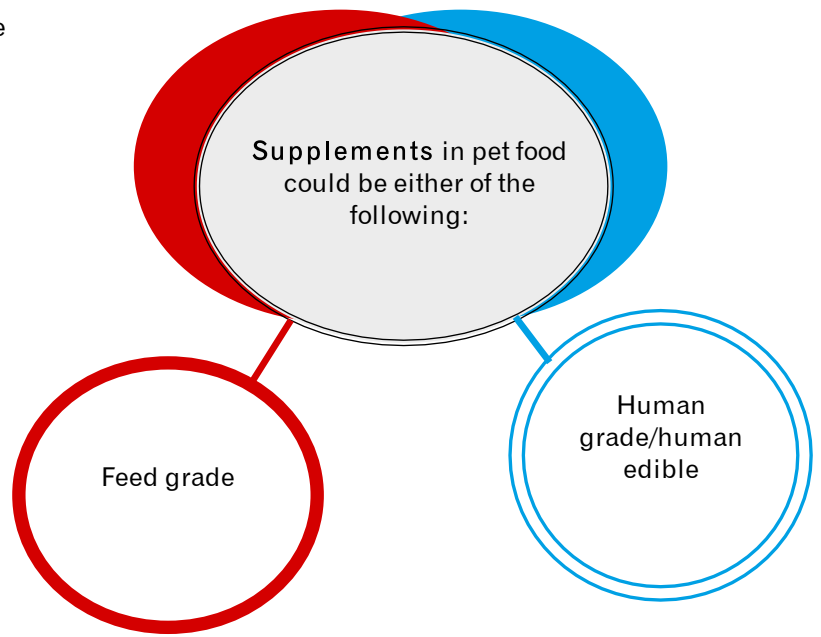 e
Supplements in pet food
could be either of the
following:
Feed grade
Human
grade/human
edible